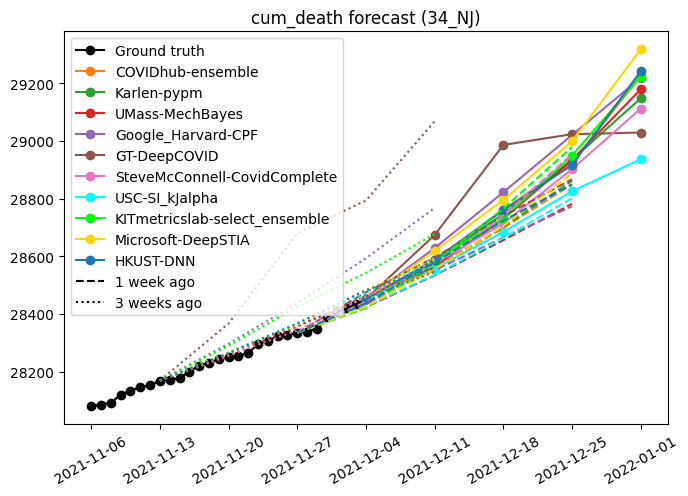 cum_death forecast (34_NJ)
Ground truth
COVIDhub-ensemble
Karlen-pypm
UMass-MechBayes
Google_Harvard-CPF
GT-DeepCOVID
SteveMcConnell-CovidComplete
USC-SI_kJalpha
KITmetricslab-select_ensemble
Microsoft-DeepSTIA
HKUST-DNN
1 week ago
3 weeks ago
29200
29000
28800
28600
28400
28200
2021-11-06
2021-11-13
2021-11-20
2021-11-27
2021-12-04
2021-12-11
2021-12-18
2021-12-25
2022-01-01